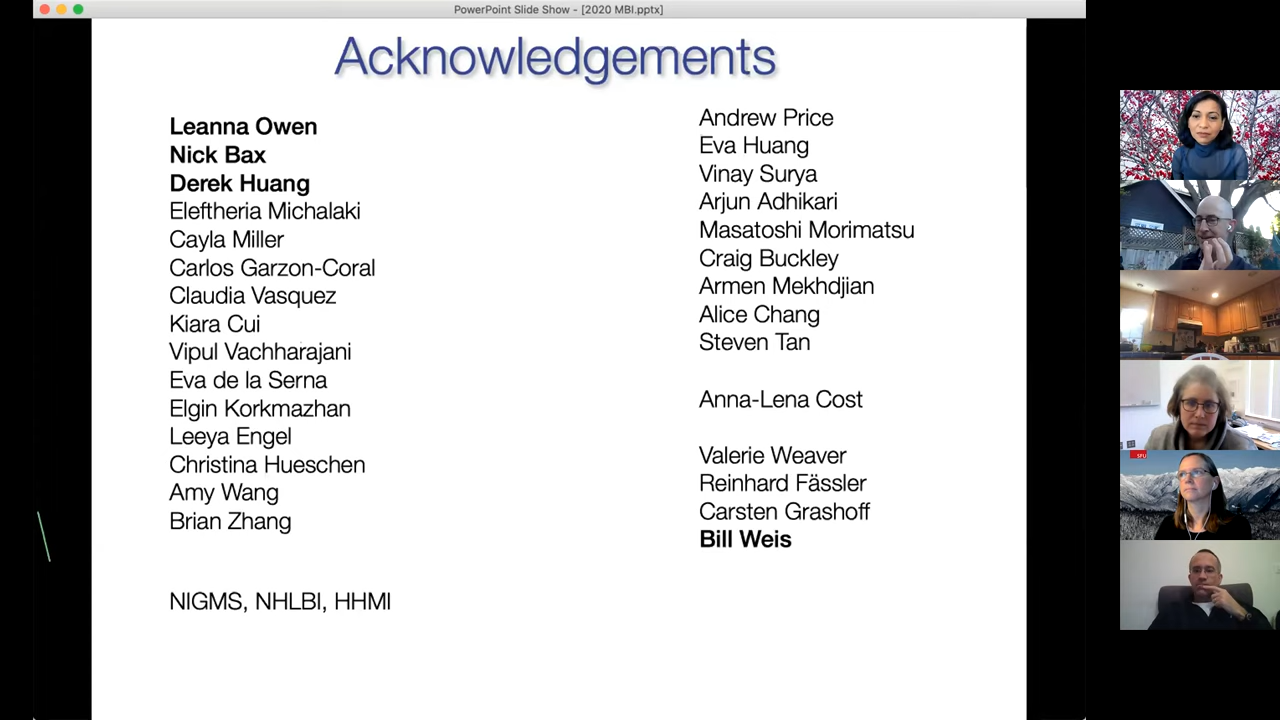 PowerPoint Slide Show - [2020 MBI.pptx]
Acknowledgements
Leanna Owen
Nick Bax
Derek Huang
Eleftheria Michalaki
Cayla Miller
Carlos Garzon-Coral
Claudia Vasquez
Kiara Cui
Vipul Vachharajani
Eva de la Serna
Elgin Korkmazhan
Leeya Engel
Christina Hueschen
Amy Wang
Brian Zhang
NIGMS, NHLBI, HHMI
Andrew Price
Eva Huang
Vinay Surya
Arjun Adhikari
Masatoshi Morimatsu
Craig Buckley
Armen Mekhdjian
Alice Chang
Steven Tan
Anna-Lena Cost
Valerie Weaver
Reinhard Fässler
Carsten Grashoff
Bill Weis
SFU